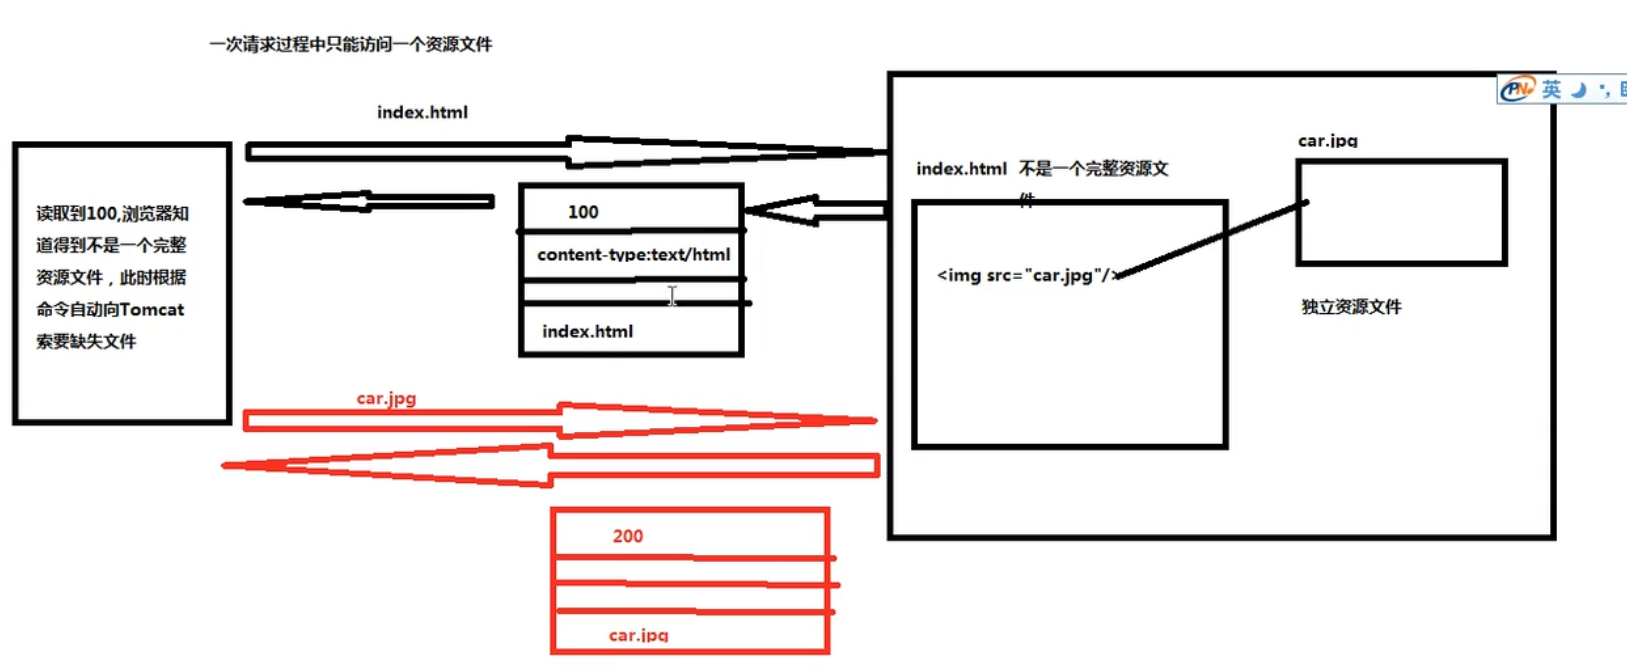 一次请求过程中只能访问一个资源文件
index.html
读取到100,浏览器知
道得到不是一个完整
资源文件，此时根据
命令自动向Tomcat
索要缺失文件
100
content-type:text/html
index.html
index.html 不是一个完整资源文
件
<img src="car.jpg"/>
car.jpg
独立资源文件
英
car.jpg
200
car.jpg